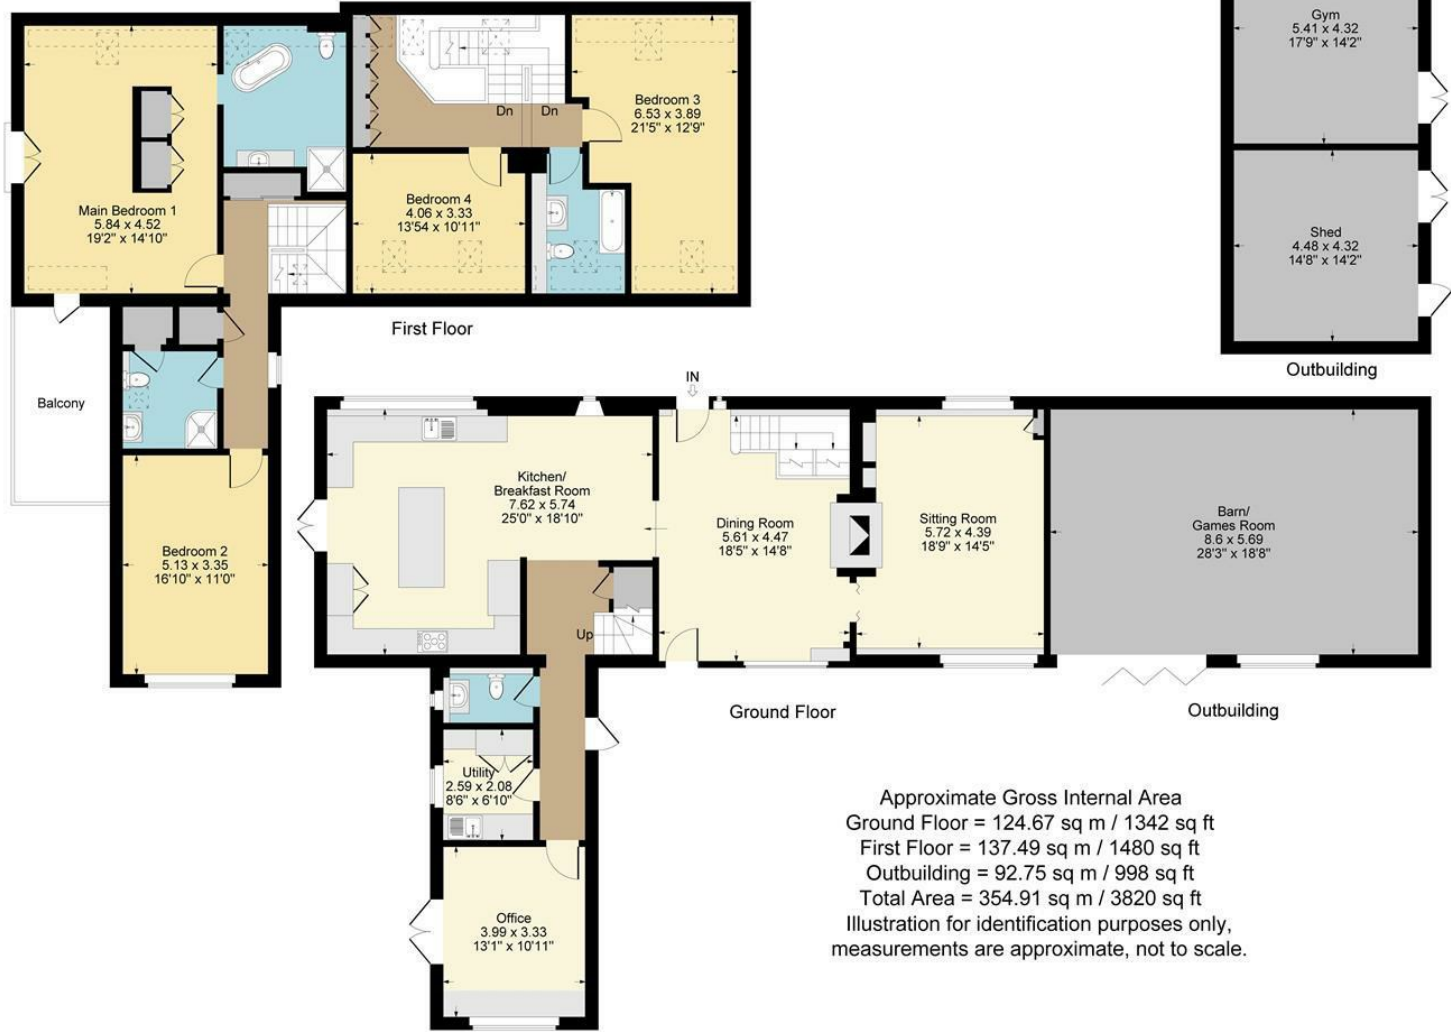 Gym
5.41 x 4.32
17'9" x 14'2"
Dn
Dn
Bedroom 3
6.53 x 3.89
21'5" x 12'9"
Main Bedroom 1
5.84 x 4.52
19'2" x 14'10"
Bedroom 4
4.06 x 3.33
13'54 x 10'11"
Shed
4.48 x 4.32
14'8" x 14'2"
First Floor
Outbuilding
Balcony
IN
Bedroom 2
5.13 x 3.35
16'10" x 11'0"
Kitchen/
Breakfast Room
7.62 x 5.74
25'0" x 18'10"
Dining Room
5.61 x 4.47
18'5" x 14'8"
Sitting Room
5.72 x 4.39
18'9" x 14'5"
Barn/
Games Room
8.6 x 5.69
28'3" x 18'8"
Up
Ground Floor
Outbuilding
Utility
2.59 x 2.08
8'6" x 6'10"
Office
3.99 x 3.33
13'1" x 10'11"
Approximate Gross Internal Area
Ground Floor = 124.67 sq m / 1342 sq ft
First Floor = 137.49 sq m / 1480 sq ft
Outbuilding = 92.75 sq m / 998 sq ft
Total Area = 354.91 sq m / 3820 sq ft
Illustration for identification purposes only,
measurements are approximate, not to scale.